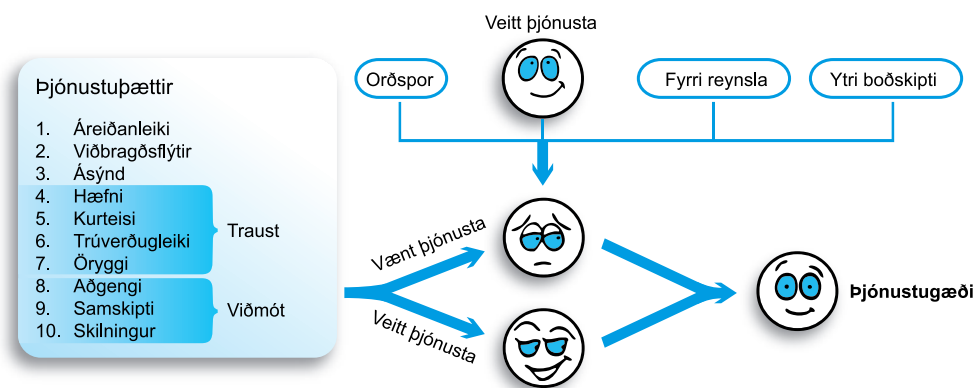 Veitt þjónusta
Orðspor
Fyrri reynsla
Ytri boðskipti
Þjónustuþættir
1. Áreiðanleiki
2. Viðbragðsflýtir
3. Ásýnd
4. Hæfni
5. Kurteisi
6. Trúverðugleiki
7. Öryggi
Traust
8. Aðgengi
9. Samskipti
10. Skilningur
Viðmót
Vænt þjónusta
Veitt þjónusta
Þjónustugæði